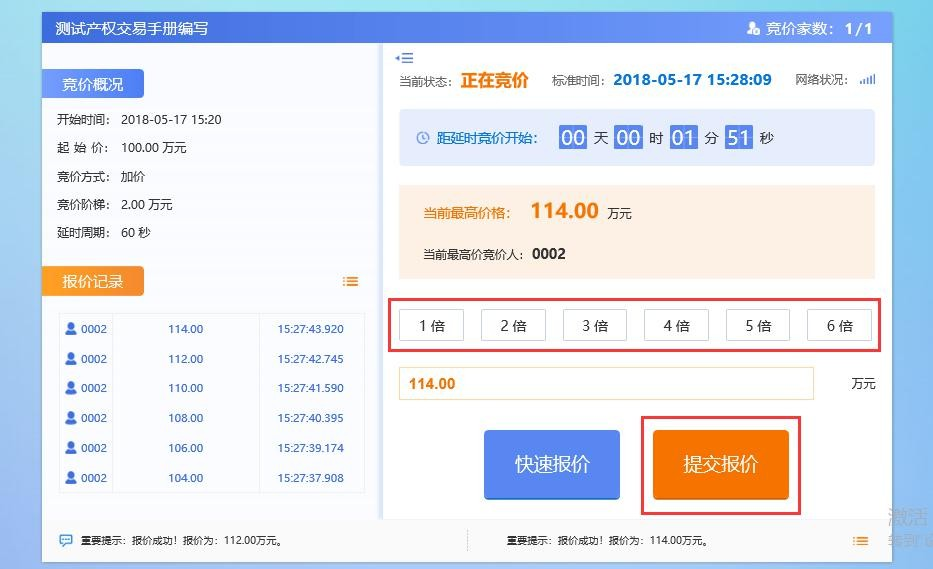 测试产权交易手册编写
竞价家数： 1/1
竞价概况
开始时间： 2018-05-17 15:20
起 始 价： 100.00 万元
竞价方式： 加价
竞价阶梯： 2.00 万元
延时周期： 60 秒
报价记录
0002 114.00 15:27:43.920
0002 112.00 15:27:42.745
0002 110.00 15:27:41.590
0002 108.00 15:27:40.395
0002 106.00 15:27:39.174
0002 104.00 15:27:37.908
当前状态： 正在竞价 标准时间： 2018-05-17 15:28:09 网络状况：
距延时竞价开始： 00 天 00 时 01 分 51 秒
当前最高价格： 114.00 万元
当前最高价竞价人： 0002
1 倍 2 倍 3 倍 4 倍 5 倍 6 倍
114.00 万元
快速报价 提交报价
重要提示：报价成功！报价为：112.00万元。
重要提示：报价成功！报价为：114.00万元。
激活
转到"